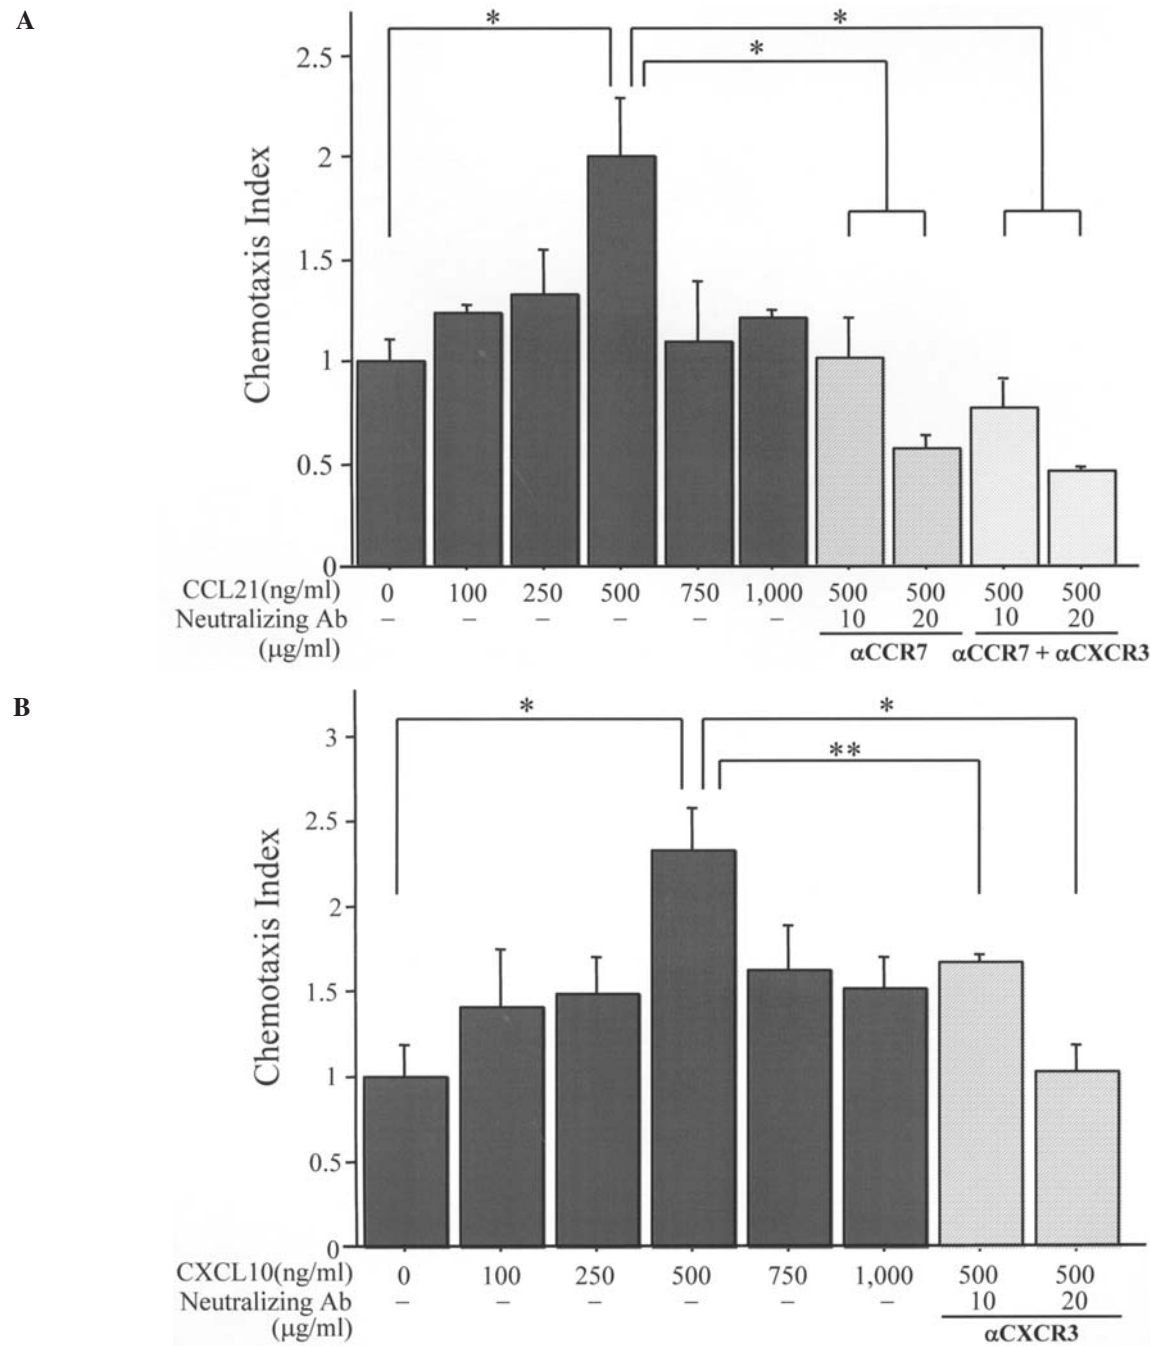 A
* *
2.5 *
2
1.5
1
0.5
0
Chemotaxis Index
CCL21(ng/ml) 0 100 250 500 750 1,000 500 500 500 500
Neutralizing Ab – – – – – – 10 20 10 20
(μg/ml) αCCR7 αCCR7 + αCXCR3
B
* *
3 **
2.5
2
1.5
1
0.5
0
Chemotaxis Index
CXCL10(ng/ml) 0 100 250 500 750 1,000 500 500
Neutralizing Ab – – – – – – 10 20
(μg/ml) αCXCR3